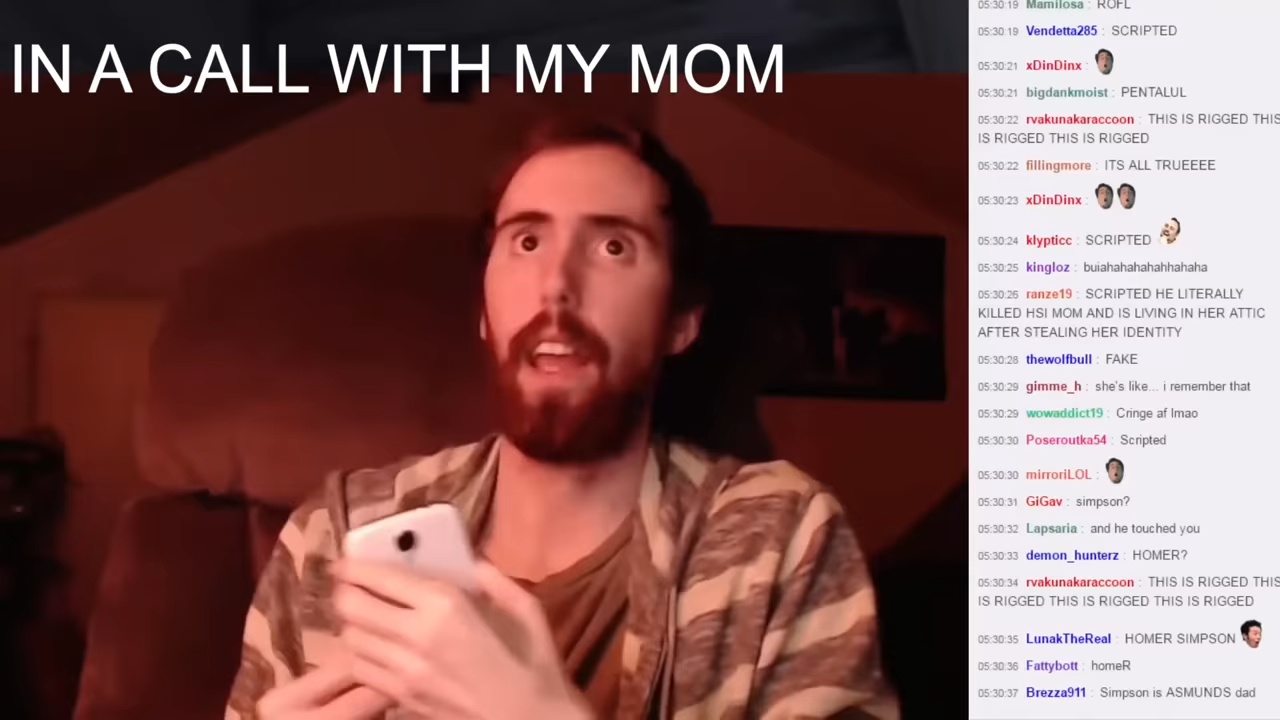 IN A CALL WITH MY MOM
05:30:19 Mamilosa : ROFL
05:30:19 Vendetta285 : SCRIPTED
05:30:21 xDinDinx :
05:30:21 bigdankmoist : PENTALUL
05:30:22 rvakunakaraccoon : THIS IS RIGGED THIS
IS RIGGED THIS IS RIGGED
05:30:22 fillingmore : ITS ALL TRUEEEE
05:30:23 xDinDinx :
05:30:24 klypticc : SCRIPTED
05:30:25 kingloz : buiahahahahahhahaha
05:30:26 ranze19 : SCRIPTED HE LITERALLY
KILLED HSI MOM AND IS LIVING IN HER ATTIC
AFTER STEALING HER IDENTITY
05:30:28 thewolfbull : FAKE
05:30:29 gimme_h : she's like... i remember that
05:30:29 wowaddict19 : Cringe af lmao
05:30:30 Poseroutka54 : Scripted
05:30:30 mirroriLOL :
05:30:31 GiGav : simpson?
05:30:32 Lapsaria : and he touched you
05:30:33 demon_hunterz : HOMER?
05:30:34 rvakunakaraccoon : THIS IS RIGGED THIS
IS RIGGED THIS IS RIGGED THIS IS RIGGED
05:30:35 LunakTheReal : HOMER SIMPSON
05:30:36 Fattybott : homeR
05:30:37 Brezza911 : Simpson is ASMUNDS dad